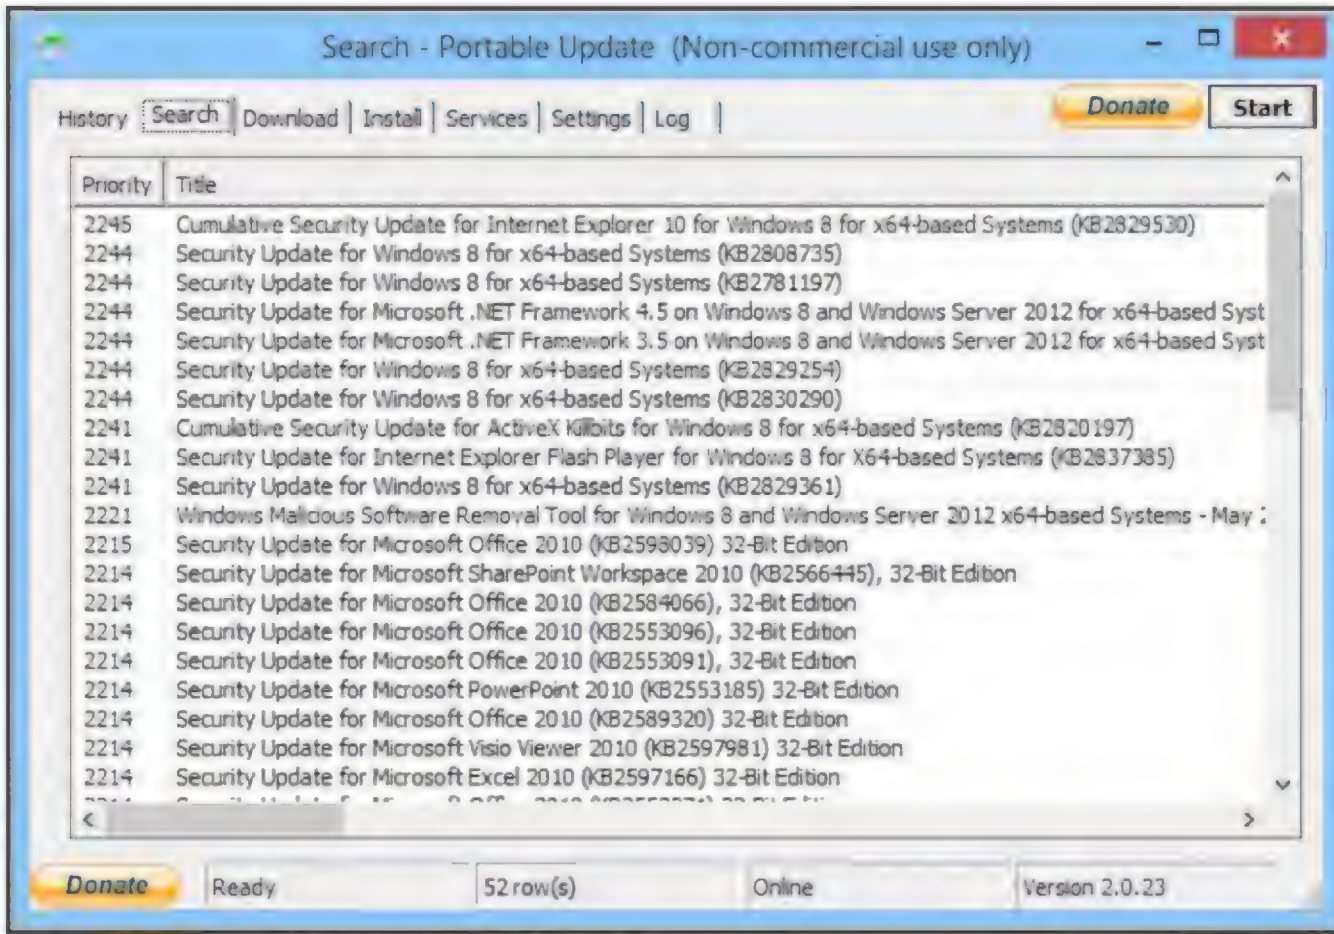 Search - Portable Update (Non-commercial use only)
History Search Download Install Services Settings Log Donate Start
Priority Title
2245 Cumulative Security Update for Internet Explorer 10 for Windows 8 for x64-based Systems (KB2829530)
2244 Security Update for Windows 8 for x64-based Systems (KB2808735)
2244 Security Update for Windows 8 for x64-based Systems (KB2781197)
2244 Security Update for Microsoft .NET Framework 4.5 on Windows 8 and Windows Server 2012 for x64-based Syst
2244 Security Update for Microsoft .NET Framework 3.5 on Windows 8 and Windows Server 2012 for x64-based Syst
2244 Security Update for Windows 8 for x64-based Systems (KB2829254)
2244 Security Update for Windows 8 for x64-based Systems (KB2830290)
2241 Cumulative Security Update for ActiveX Killbits for Windows 8 for x64-based Systems (KB2820197)
2241 Security Update for Internet Explorer Flash Player for Windows 8 for X64-based Systems (KB2837385)
2241 Security Update for Windows 8 for x64-based Systems (KB2829361)
2221 Windows Malicious Software Removal Tool for Windows 8 and Windows Server 2012 x64-based Systems - May
2215 Security Update for Microsoft Office 2010 (KB2598039) 32-Bit Edition
2214 Security Update for Microsoft SharePoint Workspace 2010 (KB2566445), 32-Bit Edition
2214 Security Update for Microsoft Office 2010 (KB2584066), 32-Bit Edition
2214 Security Update for Microsoft Office 2010 (KB2553096), 32-Bit Edition
2214 Security Update for Microsoft Office 2010 (KB2553091), 32-Bit Edition
2214 Security Update for Microsoft PowerPoint 2010 (KB2553185) 32-Bit Edition
2214 Security Update for Microsoft Office 2010 (KB2589320) 32-Bit Edition
2214 Security Update for Microsoft Visio Viewer 2010 (KB2597981) 32-Bit Edition
2214 Security Update for Microsoft Excel 2010 (KB2597166) 32-Bit Edition
Donate Ready 52 row(s) Online Version 2.0.23